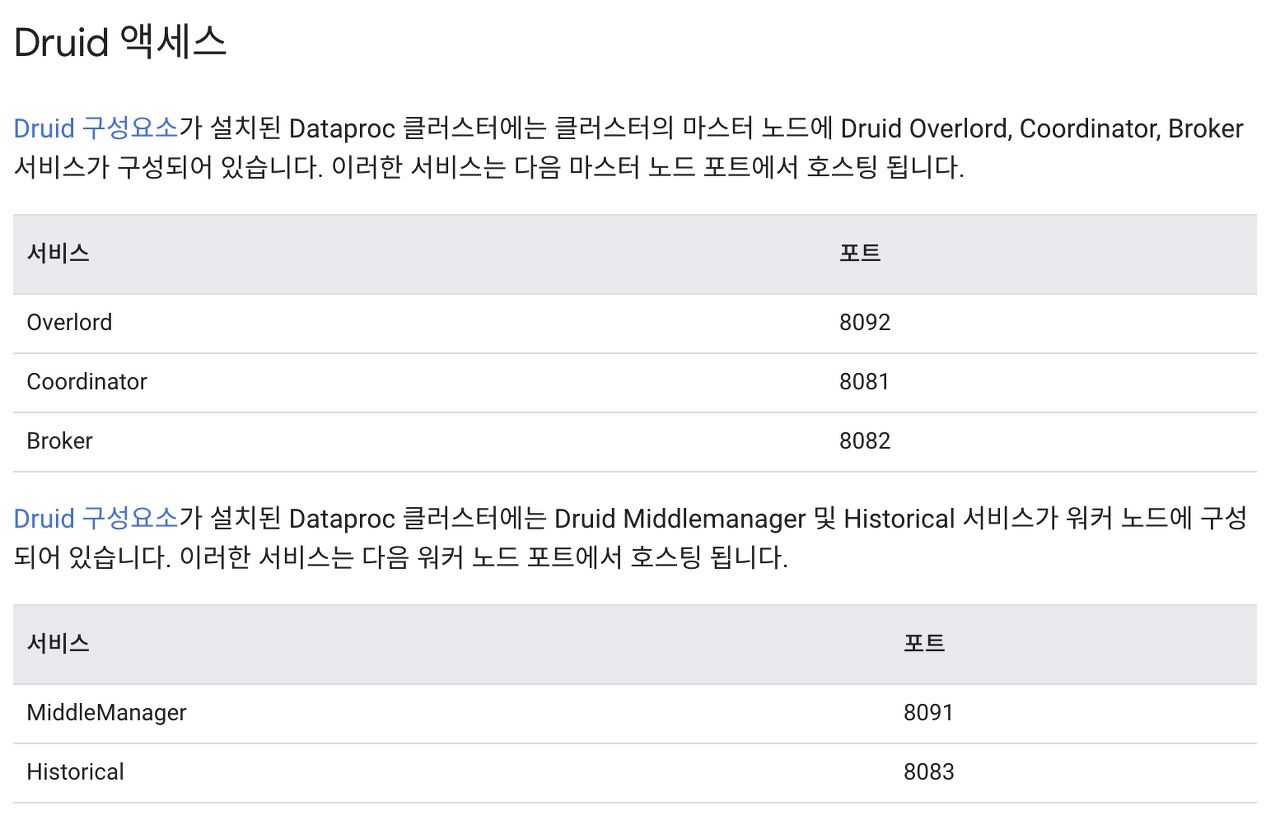 Druid 액세스
Druid 구성요소가 설치된 Dataproc 클러스터에는 클러스터의 마스터 노드에 Druid Overlord, Coordinator, Broker
서비스가 구성되어 있습니다. 이러한 서비스는 다음 마스터 노드 포트에서 호스팅 됩니다.
서비스 포트
Overlord 8092
Coordinator 8081
Broker 8082
Druid 구성요소가 설치된 Dataproc 클러스터에는 Druid Middlemanager 및 Historical 서비스가 워커 노드에 구성
되어 있습니다. 이러한 서비스는 다음 워커 노드 포트에서 호스팅 됩니다.
서비스 포트
MiddleManager 8091
Historical 8083